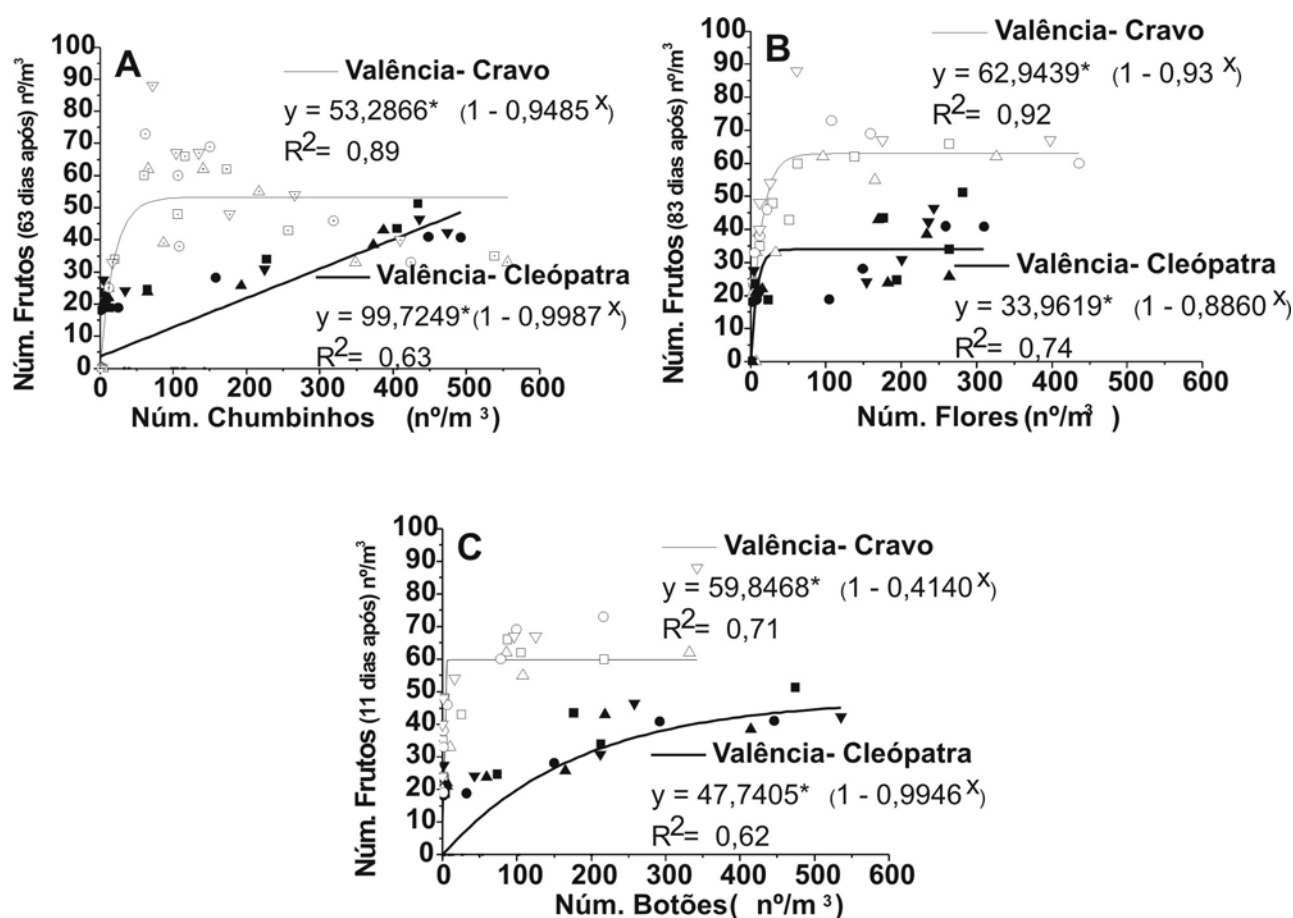 A
Núm. Frutos (63 dias após) nº/m³
100
90
80
70
60
50
40
30
20
10
0
Valência- Cravo
y = 53,2866* (1 - 0,9485 ˣ)
R²= 0,89
Valência- Cleópatra
y = 99,7249*(1 - 0,9987 ˣ)
R²= 0,63
0 100 200 300 400 500 600
Núm. Chumbinhos (nº/m ³)
B
Núm. Frutos (83 dias após) nº/m³
100
90
80
70
60
50
40
30
20
10
0
Valência- Cravo
y = 62,9439* (1 - 0,93 ˣ)
R²= 0,92
Valência- Cleópatra
y = 33,9619* (1 - 0,8860 ˣ)
R²= 0,74
0 100 200 300 400 500 600
Núm. Flores (nº/m³ )
C
Núm. Frutos (11 dias após) nº/m³
100
90
80
70
60
50
40
30
20
10
0
Valência- Cravo
y = 59,8468* (1 - 0,4140 ˣ)
R²= 0,71
Valência- Cleópatra
y = 47,7405* (1 - 0,9946 ˣ)
R²= 0,62
0 100 200 300 400 500 600
Núm. Botões( nº/m³)